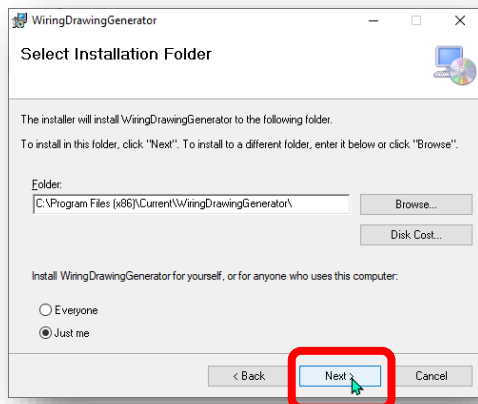 WiringDrawingGenerator
Select Installation Folder
The installer will install WiringDrawingGenerator to the following folder.
To install in this folder, click "Next". To install to a different folder, enter it below or click "Browse".
Folder:
C:\Program Files (x86)\Current\WiringDrawingGenerator\
Browse...
Disk Cost...
Install WiringDrawingGenerator for yourself, or for anyone who uses this computer:
Everyone
Just me
< Back
Next >
Cancel